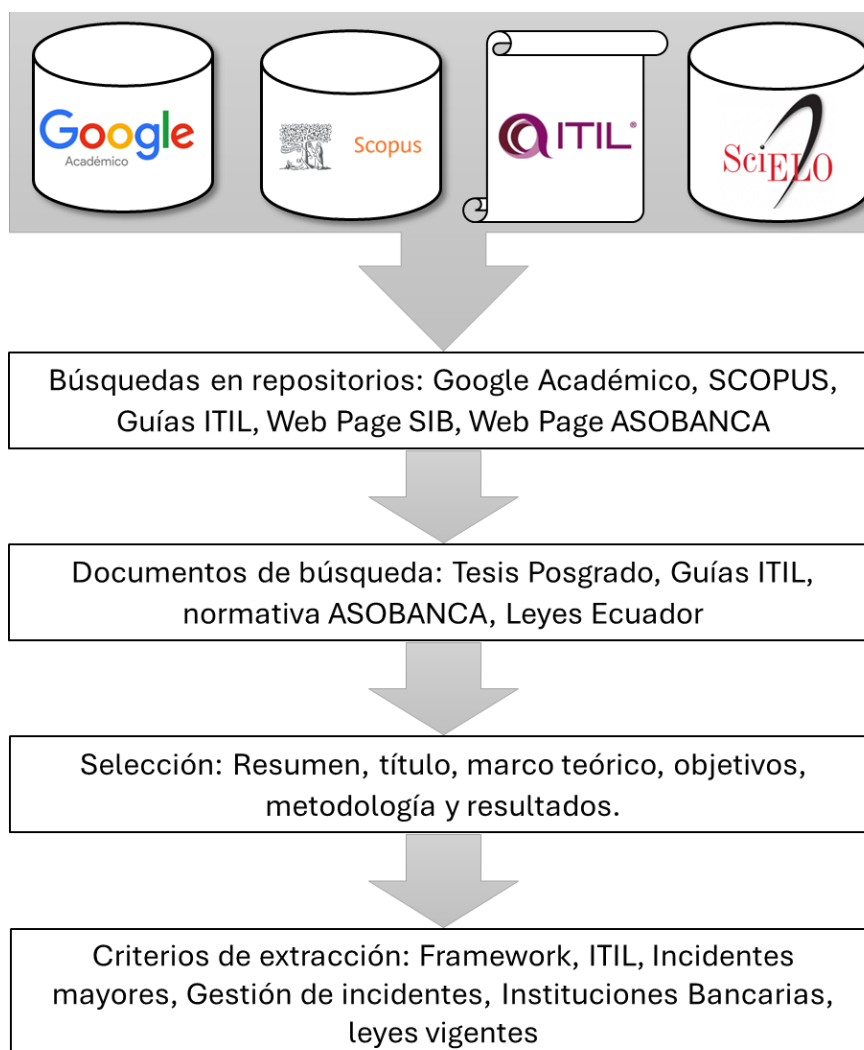 Google
Académico
Scopus
ITIL®
SciELO
Búsquedas en repositorios: Google Académico, SCOPUS,
Guías ITIL, Web Page SIB, Web Page ASOBANCA
Documentos de búsqueda: Tesis Posgrado, Guías ITIL,
normativa ASOBANCA, Leyes Ecuador
Selección: Resumen, título, marco teórico, objetivos,
metodología y resultados.
Criterios de extracción: Framework, ITIL, Incidentes
mayores, Gestión de incidentes, Instituciones Bancarias,
leyes vigentes